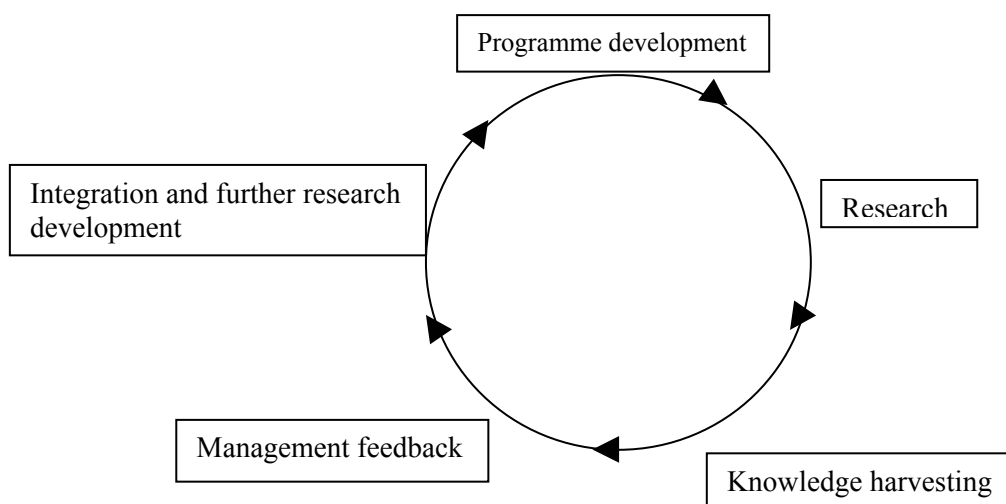 Programme development
Research
Knowledge harvesting
Management feedback
Integration and further research
development